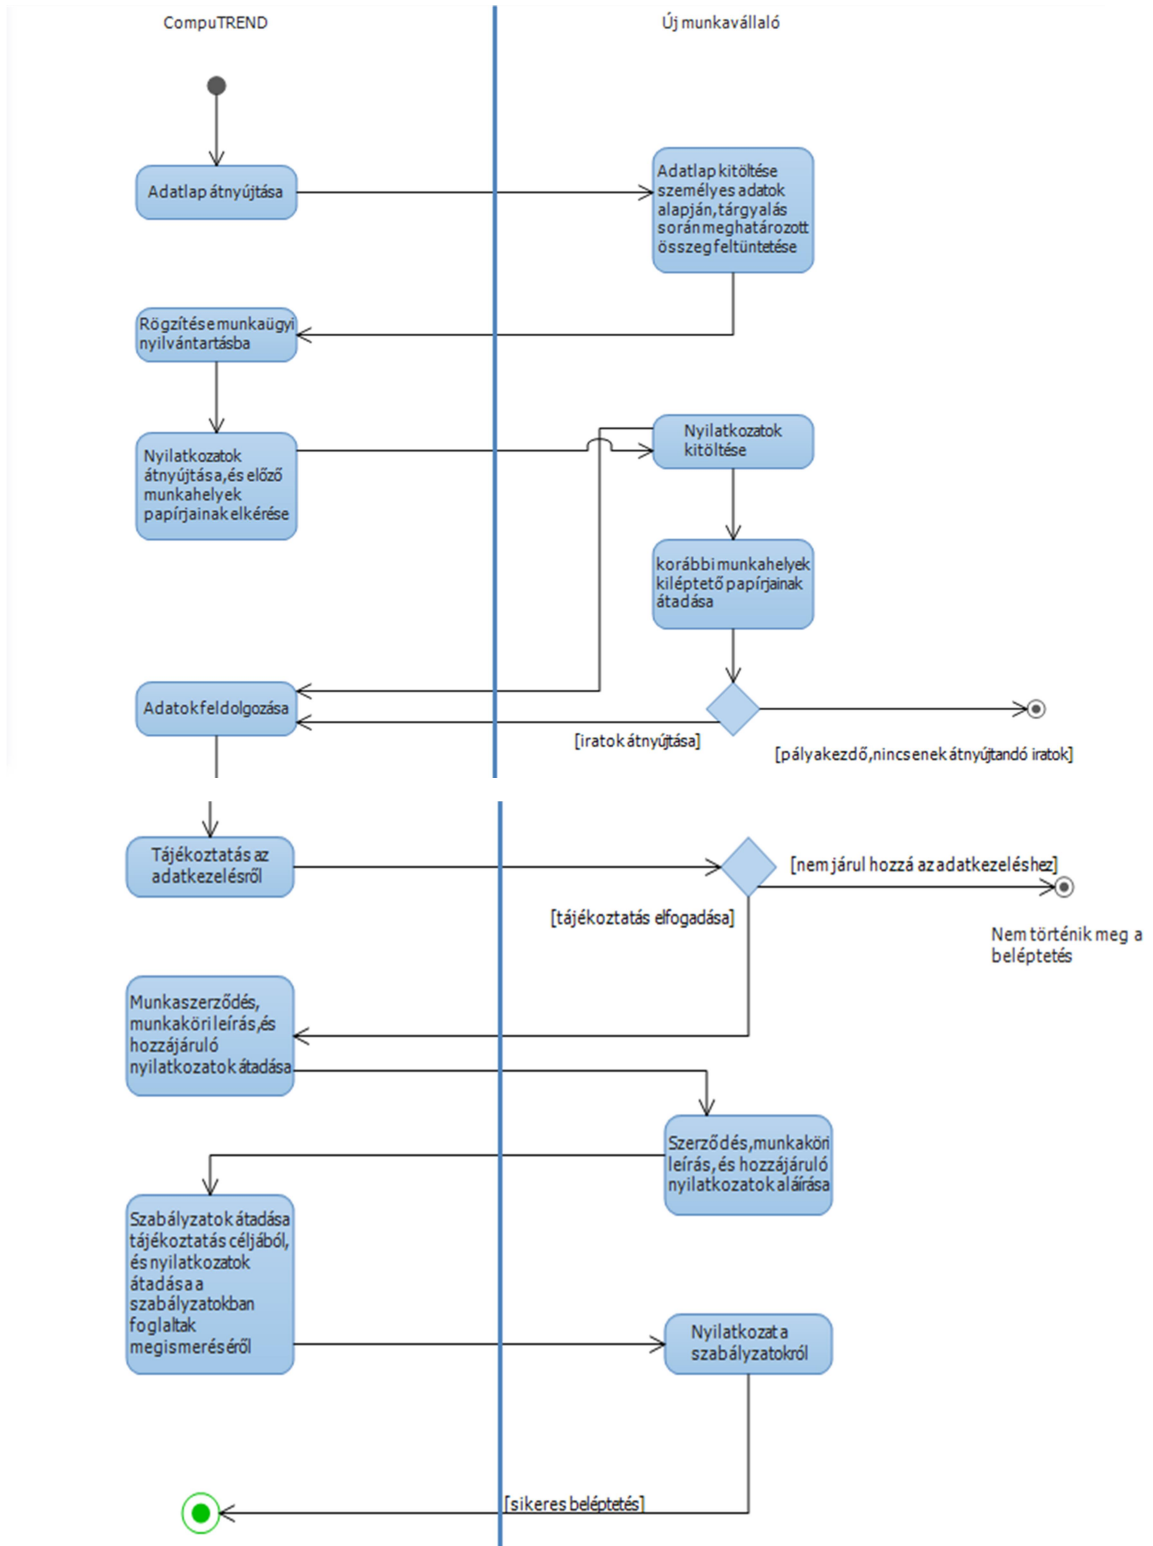 CompuTREND
Új munkavállaló
Adatlap átnyújtása
Adatlap kitöltése
személyes adatok
alapján, tárgyalás
során meghatározott
összeg feltüntetése
Rögzítése munkaügyi
nyilvántartásba
Nyilatkozatok
átnyújtása, és előző
munkahelyek
papírjainak elkérése
Nyilatkozatok
kitöltése
korábbi munkahelyek
kiléptető papírjainak
átadása
Adatok feldolgozása
[iratok átnyújtása]
[pályakezdő, nincsenek átnyújtandó iratok]
Tájékoztatás az
adatkezelésről
[nem járul hozzá az adatkezeléshez]
[tájékoztatás elfogadása]
Nem történik meg a
beléptetés
Munkaszerződés,
munkaköri leírás, és
hozzájáruló
nyilatkozatok átadása
Szerződés, munkaköri
leírás, és hozzájáruló
nyilatkozatok aláírása
Szabályzatok átadása
tájékoztatás céljából,
és nyilatkozatok
átadása a
szabályzatokban
foglaltak
megismeréséről
Nyilatkozat a
szabályzatokról
[sikeres beléptetés]